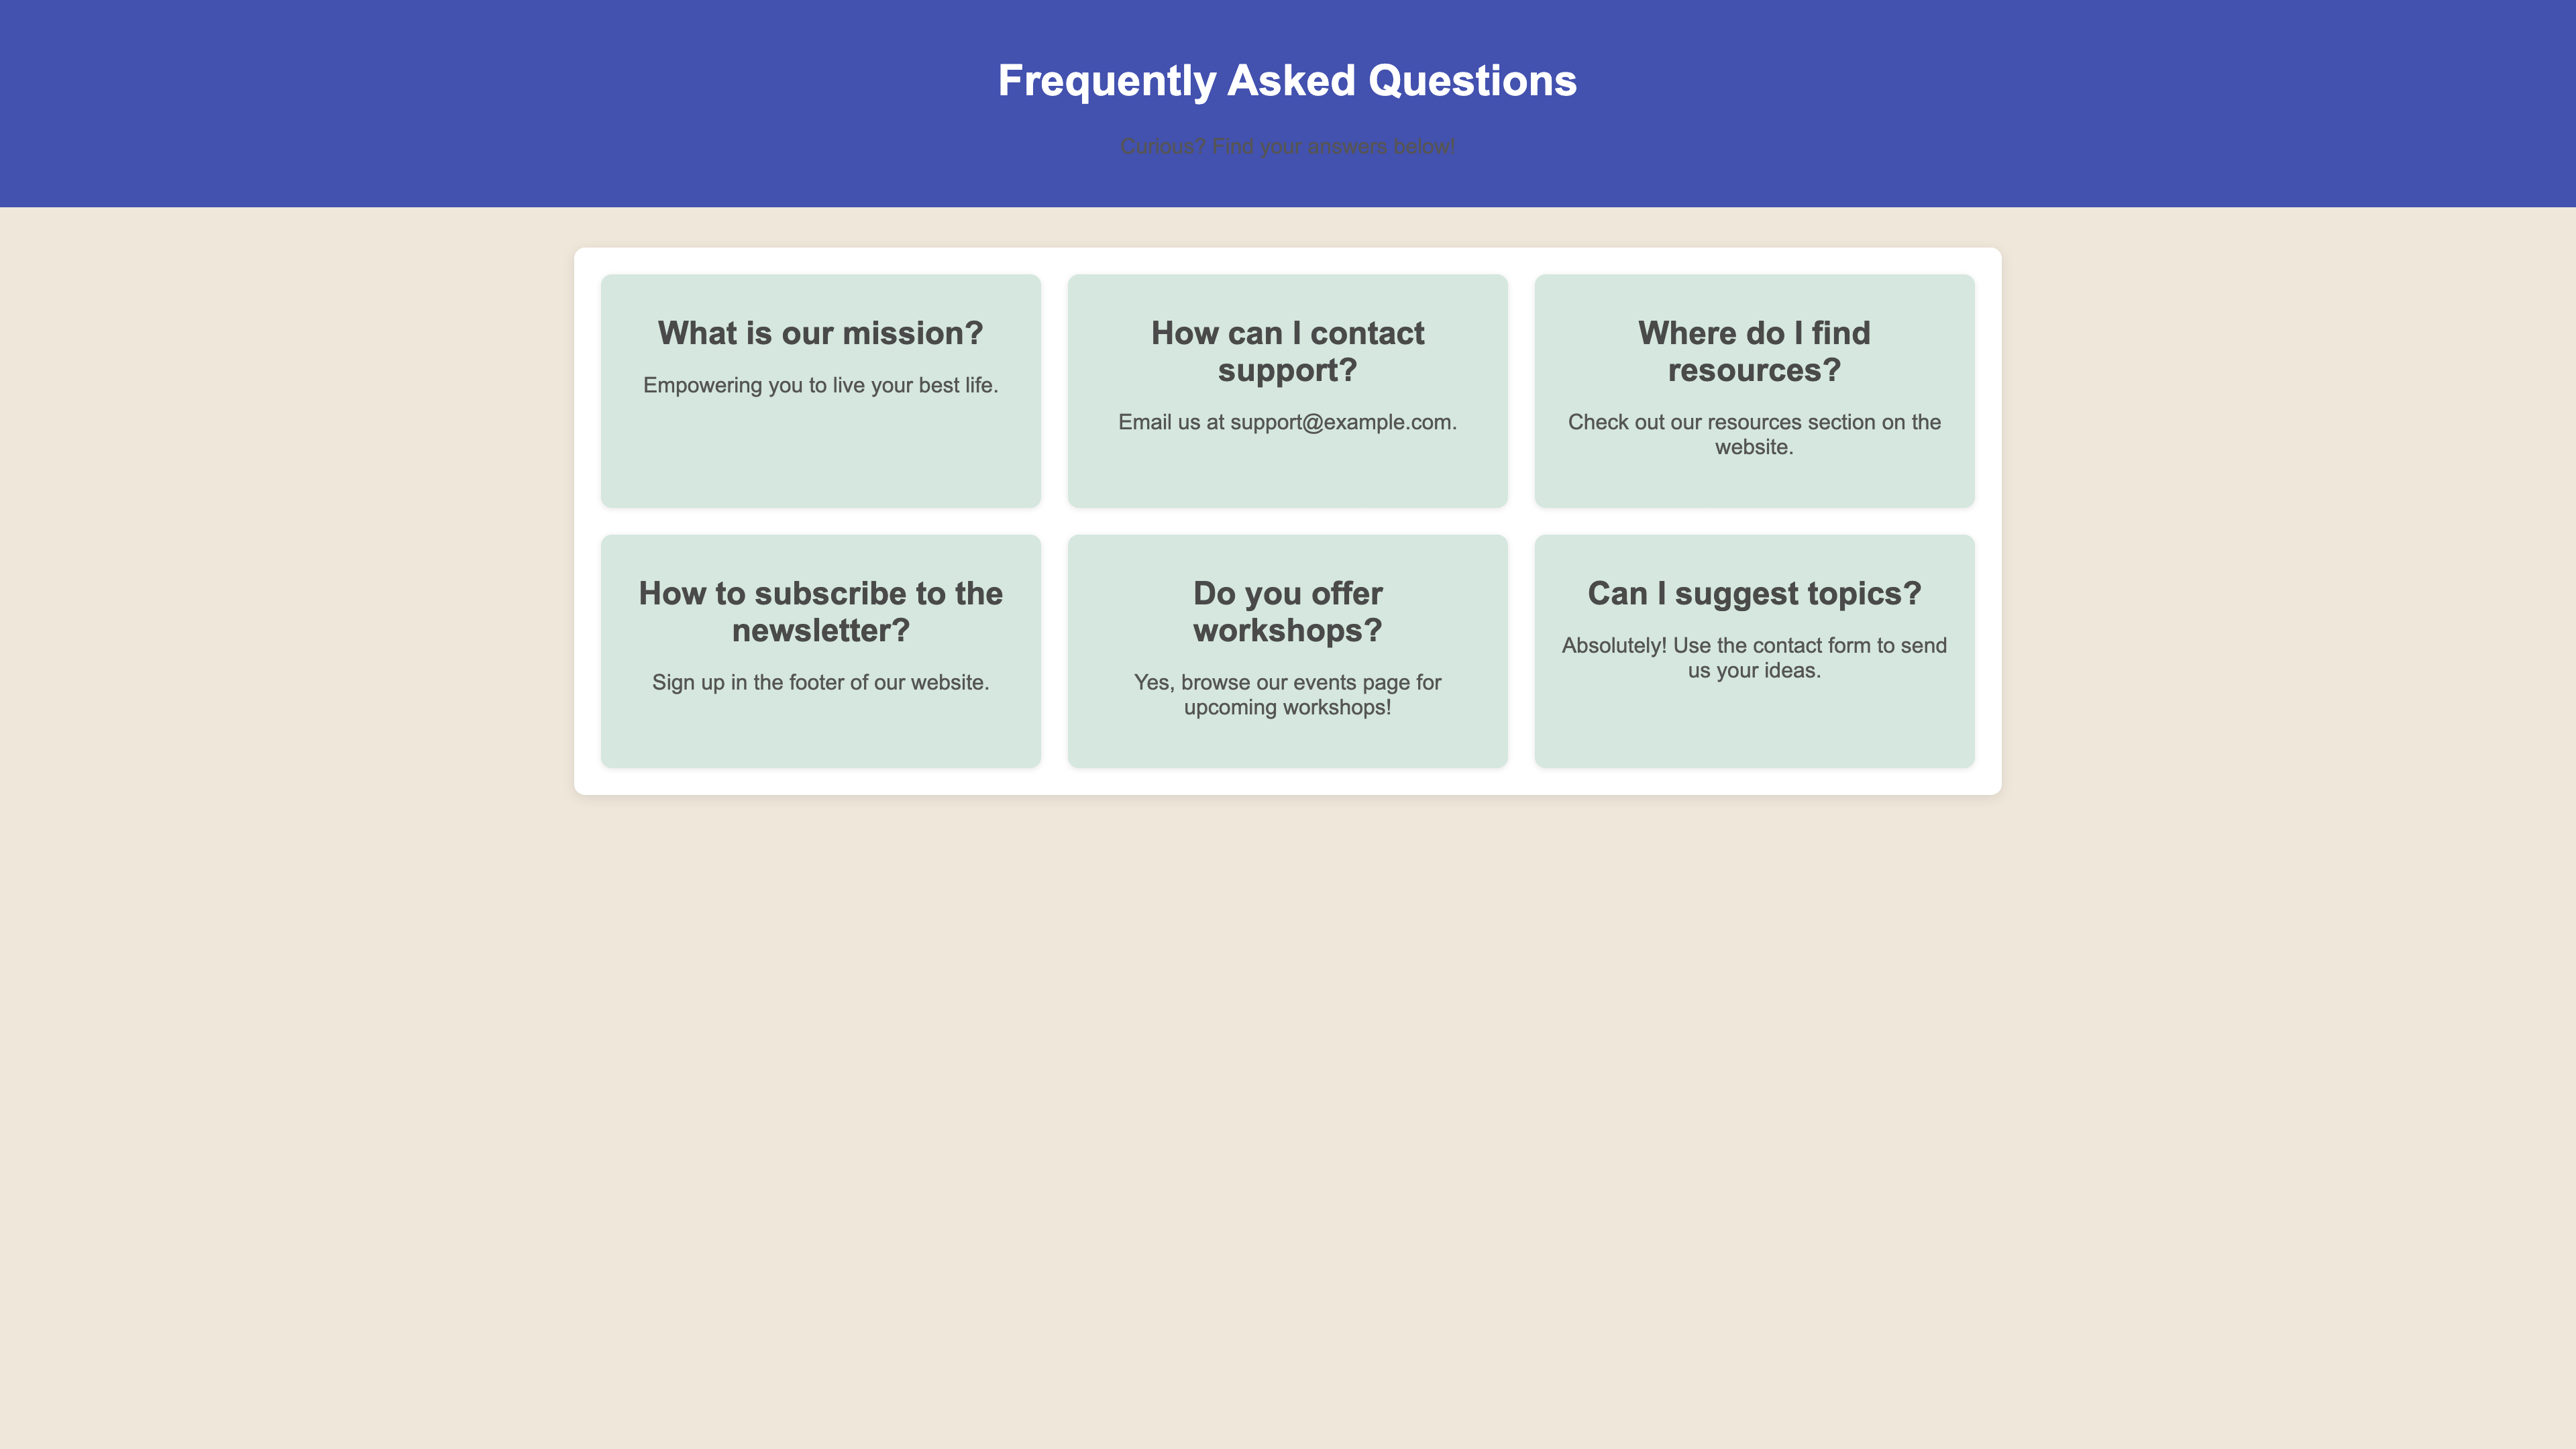 Frequently Asked Questions
Curious? Find your answers below!
What is our mission?
Empowering you to live your best life.
How can I contact
support?
Email us at support@example.com.
Where do I find
resources?
Check out our resources section on the
website.
How to subscribe to the
newsletter?
Sign up in the footer of our website.
Do you offer
workshops?
Yes, browse our events page for
upcoming workshops!
Can I suggest topics?
Absolutely! Use the contact form to send
us your ideas.